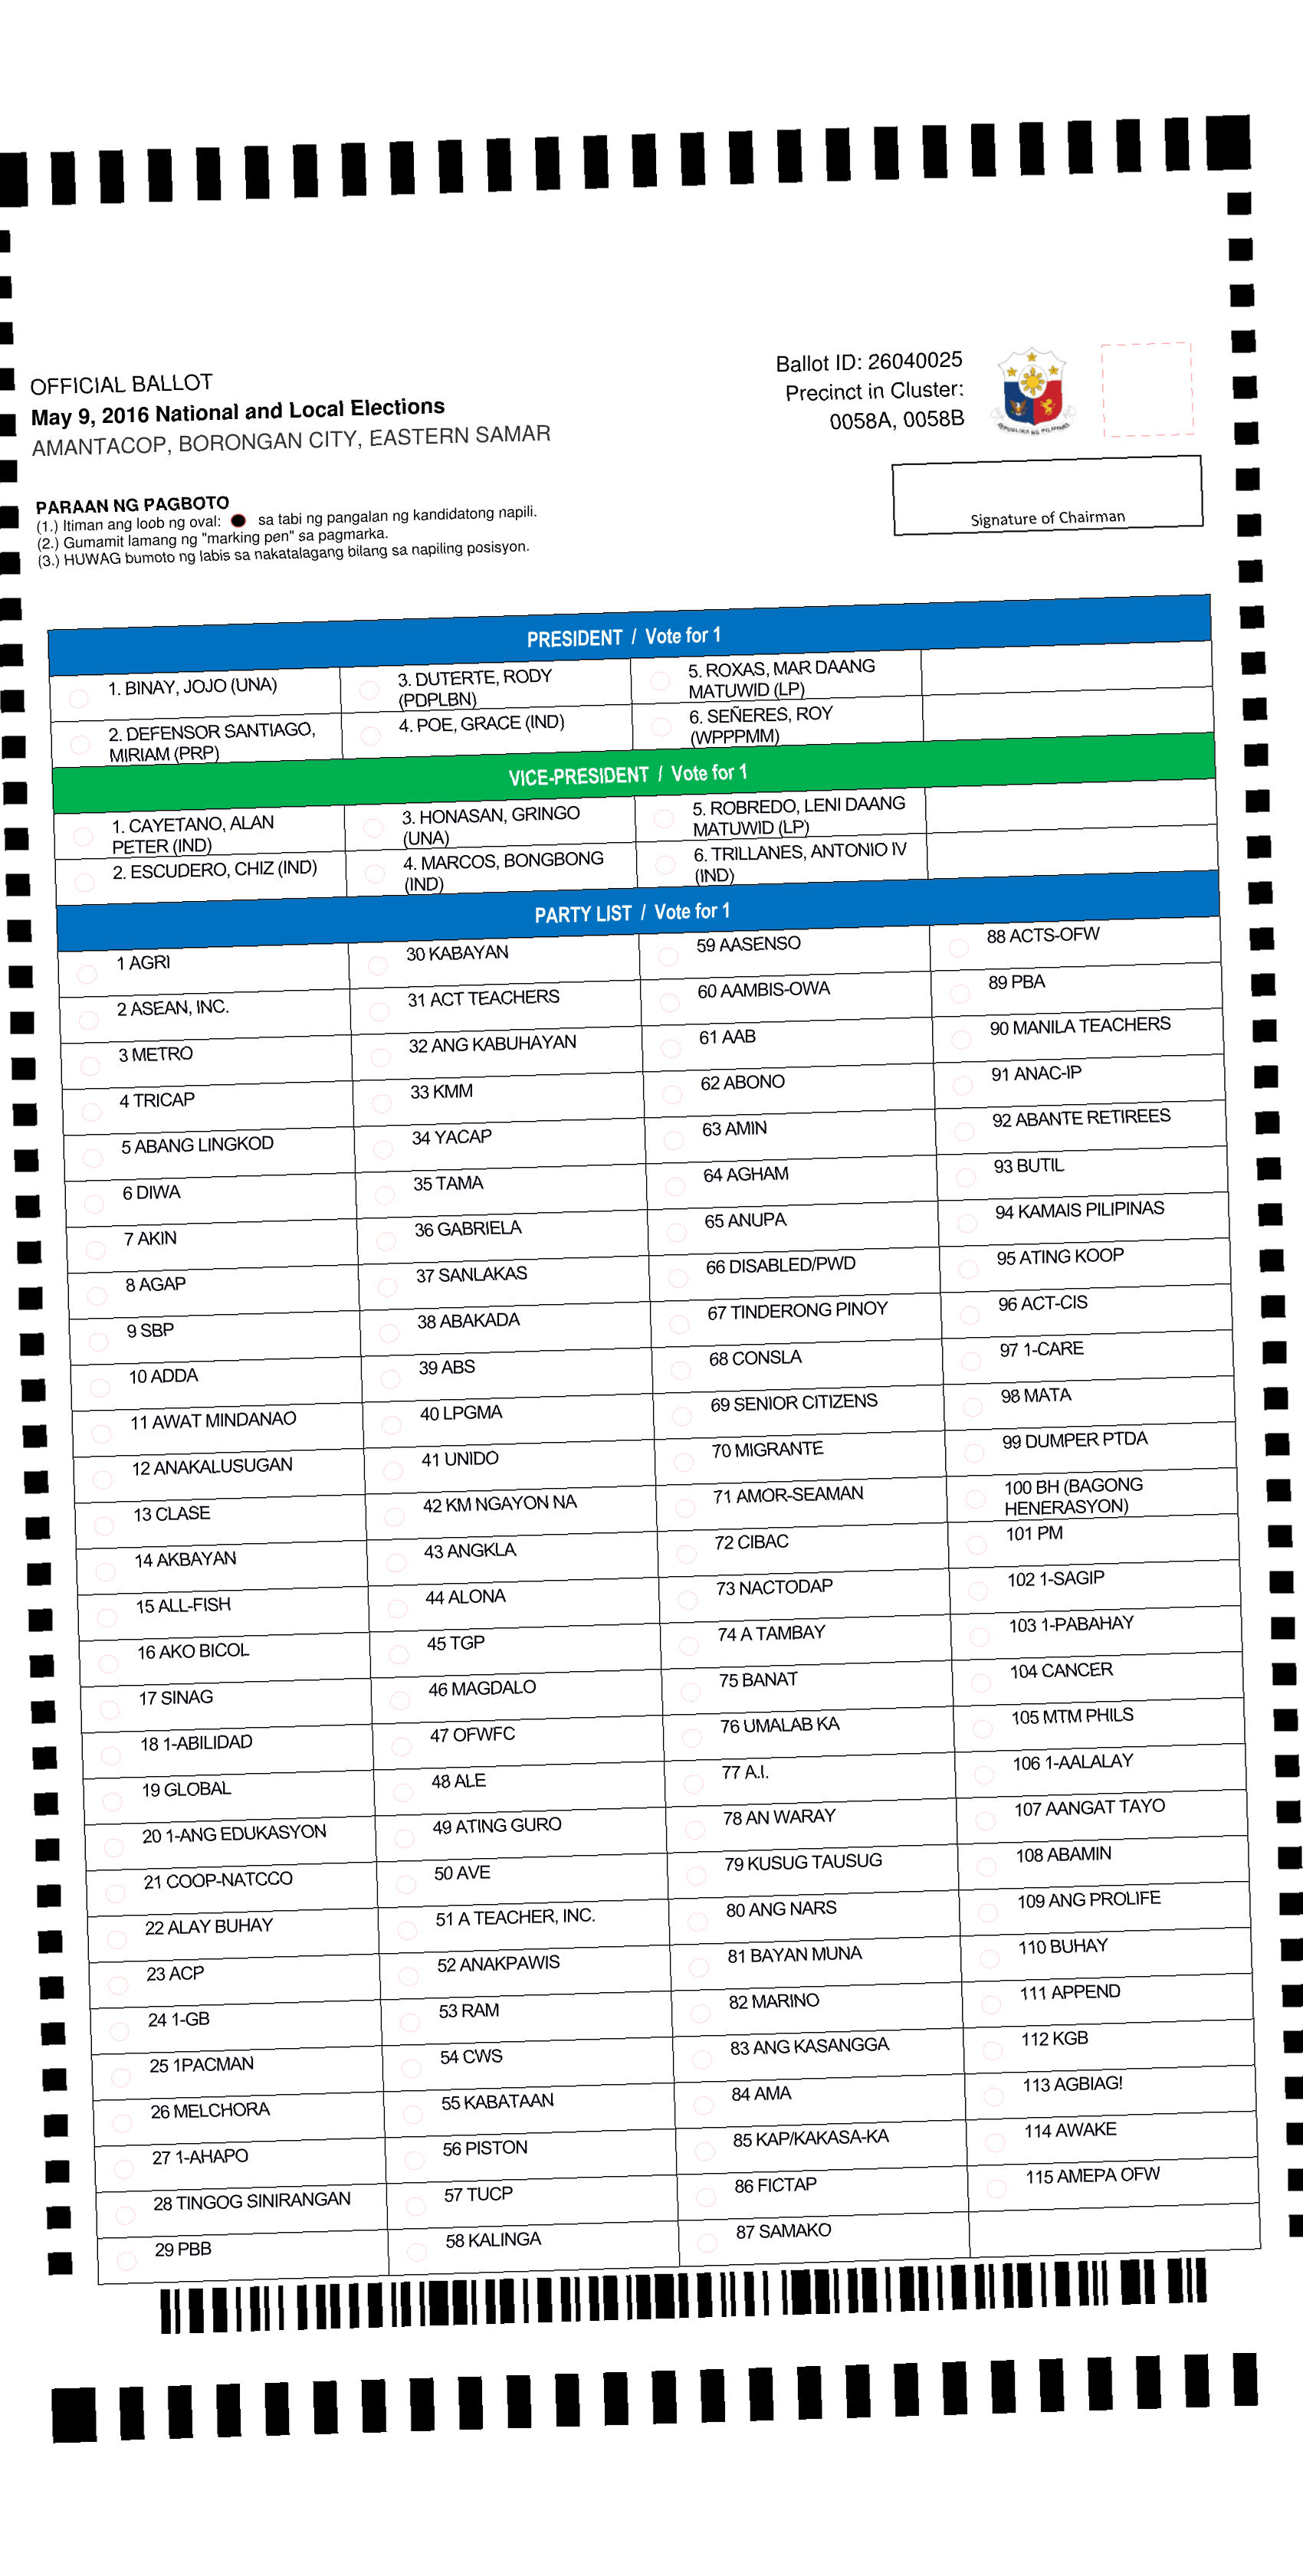 OFFICIAL BALLOT
May 9, 2016 National and Local Elections
AMANTACOP, BORONGAN CITY, EASTERN SAMAR
Ballot ID: 26040025
Precinct in Cluster:
0058A, 0058B
REPUBLIKA NG PILIPINAS
Signature of Chairman
PARAAN NG PAGBOTO
(1.) Itiman ang loob ng oval: sa tabi ng pangalan ng kandidatong napili.
(2.) Gumamit lamang ng "marking pen" sa pagmarka.
(3.) HUWAG bumoto ng labis sa nakatalagang bilang sa napiling posisyon.
PRESIDENT / Vote for 1
1. BINAY, JOJO (UNA)
2. DEFENSOR SANTIAGO,
MIRIAM (PRP)
3. DUTERTE, RODY
(PDPLBN)
4. POE, GRACE (IND)
5. ROXAS, MAR DAANG
MATUWID (LP)
6. SEÑERES, ROY
(WPPPMM)
VICE-PRESIDENT / Vote for 1
1. CAYETANO, ALAN
PETER (IND)
2. ESCUDERO, CHIZ (IND)
3. HONASAN, GRINGO
(UNA)
4. MARCOS, BONGBONG
(IND)
5. ROBREDO, LENI DAANG
MATUWID (LP)
6. TRILLANES, ANTONIO IV
(IND)
PARTY LIST / Vote for 1
1 AGRI
2 ASEAN, INC.
3 METRO
4 TRICAP
5 ABANG LINGKOD
6 DIWA
7 AKIN
8 AGAP
9 SBP
10 ADDA
11 AWAT MINDANAO
12 ANAKALUSUGAN
13 CLASE
14 AKBAYAN
15 ALL-FISH
16 AKO BICOL
17 SINAG
18 1-ABILIDAD
19 GLOBAL
20 1-ANG EDUKASYON
21 COOP-NATCCO
22 ALAY BUHAY
23 ACP
24 1-GB
25 1PACMAN
26 MELCHORA
27 1-AHAPO
28 TINGOG SINIRANGAN
29 PBB
30 KABAYAN
31 ACT TEACHERS
32 ANG KABUHAYAN
33 KMM
34 YACAP
35 TAMA
36 GABRIELA
37 SANLAKAS
38 ABAKADA
39 ABS
40 LPGMA
41 UNIDO
42 KM NGAYON NA
43 ANGKLA
44 ALONA
45 TGP
46 MAGDALO
47 OFWFC
48 ALE
49 ATING GURO
50 AVE
51 A TEACHER, INC.
52 ANAKPAWIS
53 RAM
54 CWS
55 KABATAAN
56 PISTON
57 TUCP
58 KALINGA
59 AASENSO
60 AAMBIS-OWA
61 AAB
62 ABONO
63 AMIN
64 AGHAM
65 ANUPA
66 DISABLED/PWD
67 TINDERONG PINOY
68 CONSLA
69 SENIOR CITIZENS
70 MIGRANTE
71 AMOR-SEAMAN
72 CIBAC
73 NACTODAP
74 A TAMBAY
75 BANAT
76 UMALAB KA
77 A.I.
78 AN WARAY
79 KUSUG TAUSUG
80 ANG NARS
81 BAYAN MUNA
82 MARINO
83 ANG KASANGGA
84 AMA
85 KAP/KAKASA-KA
86 FICTAP
87 SAMAKO
88 ACTS-OFW
89 PBA
90 MANILA TEACHERS
91 ANAC-IP
92 ABANTE RETIREES
93 BUTIL
94 KAMAIS PILIPINAS
95 ATING KOOP
96 ACT-CIS
97 1-CARE
98 MATA
99 DUMPER PTDA
100 BH (BAGONG
HENERASYON)
101 PM
102 1-SAGIP
103 1-PABAHAY
104 CANCER
105 MTM PHILS
106 1-AALALAY
107 AANGAT TAYO
108 ABAMIN
109 ANG PROLIFE
110 BUHAY
111 APPEND
112 KGB
113 AGBIAG!
114 AWAKE
115 AMEPA OFW